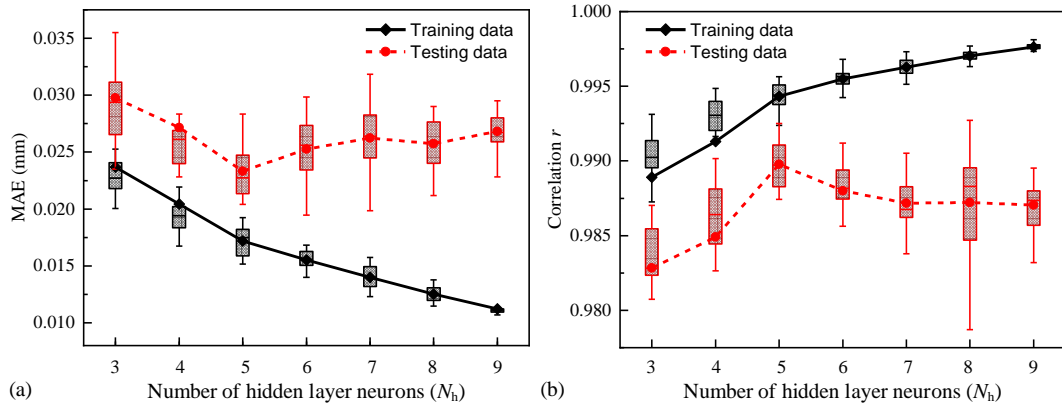 Training data
Testing data
0.035
0.030
0.025
0.020
0.015
0.010
MAE (mm)
3 4 5 6 7 8 9
Number of hidden layer neurons (Nh)
(a)
Training data
Testing data
1.000
0.995
0.990
0.985
0.980
Correlation r
3 4 5 6 7 8 9
Number of hidden layer neurons (Nh)
(b)